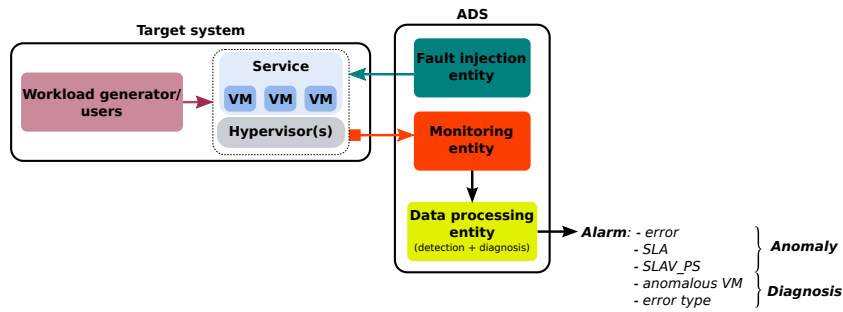 ADS
Target system
Workload generator/
users
Service
VM VM VM
Hypervisor(s)
Fault injection
entity
Monitoring
entity
Data processing
entity
(detection + diagnosis)
Alarm: - error
- SLA
- SLAV_PS
- anomalous VM
- error type
Anomaly
Diagnosis